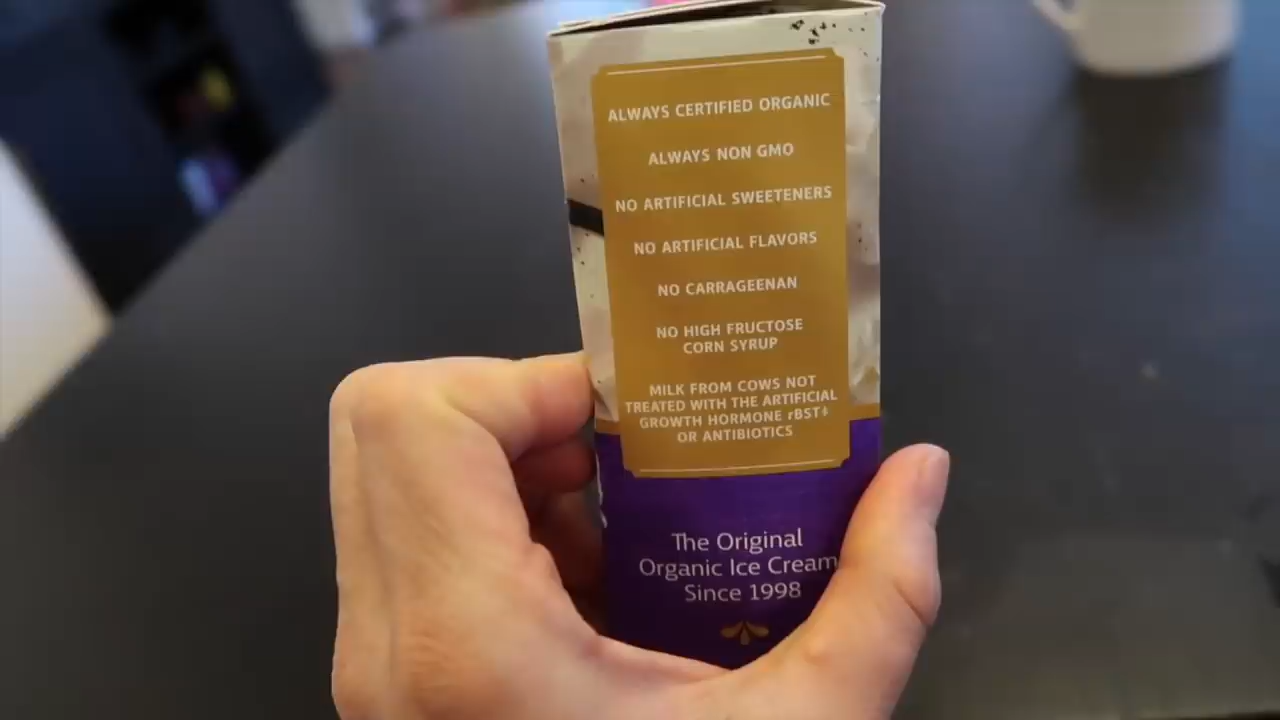 ALWAYS CERTIFIED ORGANIC
ALWAYS NON GMO
NO ARTIFICIAL SWEETENERS
NO ARTIFICIAL FLAVORS
NO CARRAGEENAN
NO HIGH FRUCTOSE
CORN SYRUP
MILK FROM COWS NOT
TREATED WITH THE ARTIFICIAL
GROWTH HORMONE rBST‡
OR ANTIBIOTICS
The Original
Organic Ice Cream
Since 1998